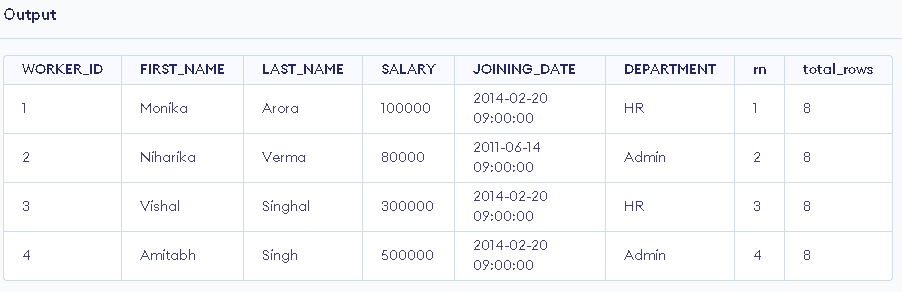 Output
WORKER_ID FIRST_NAME LAST_NAME SALARY JOINING_DATE DEPARTMENT rn total_rows
1 Monika Arora 100000 2014-02-20 09:00:00 HR 1 8
2 Niharika Verma 80000 2011-06-14 09:00:00 Admin 2 8
3 Vishal Singhal 300000 2014-02-20 09:00:00 HR 3 8
4 Amitabh Singh 500000 2014-02-20 09:00:00 Admin 4 8